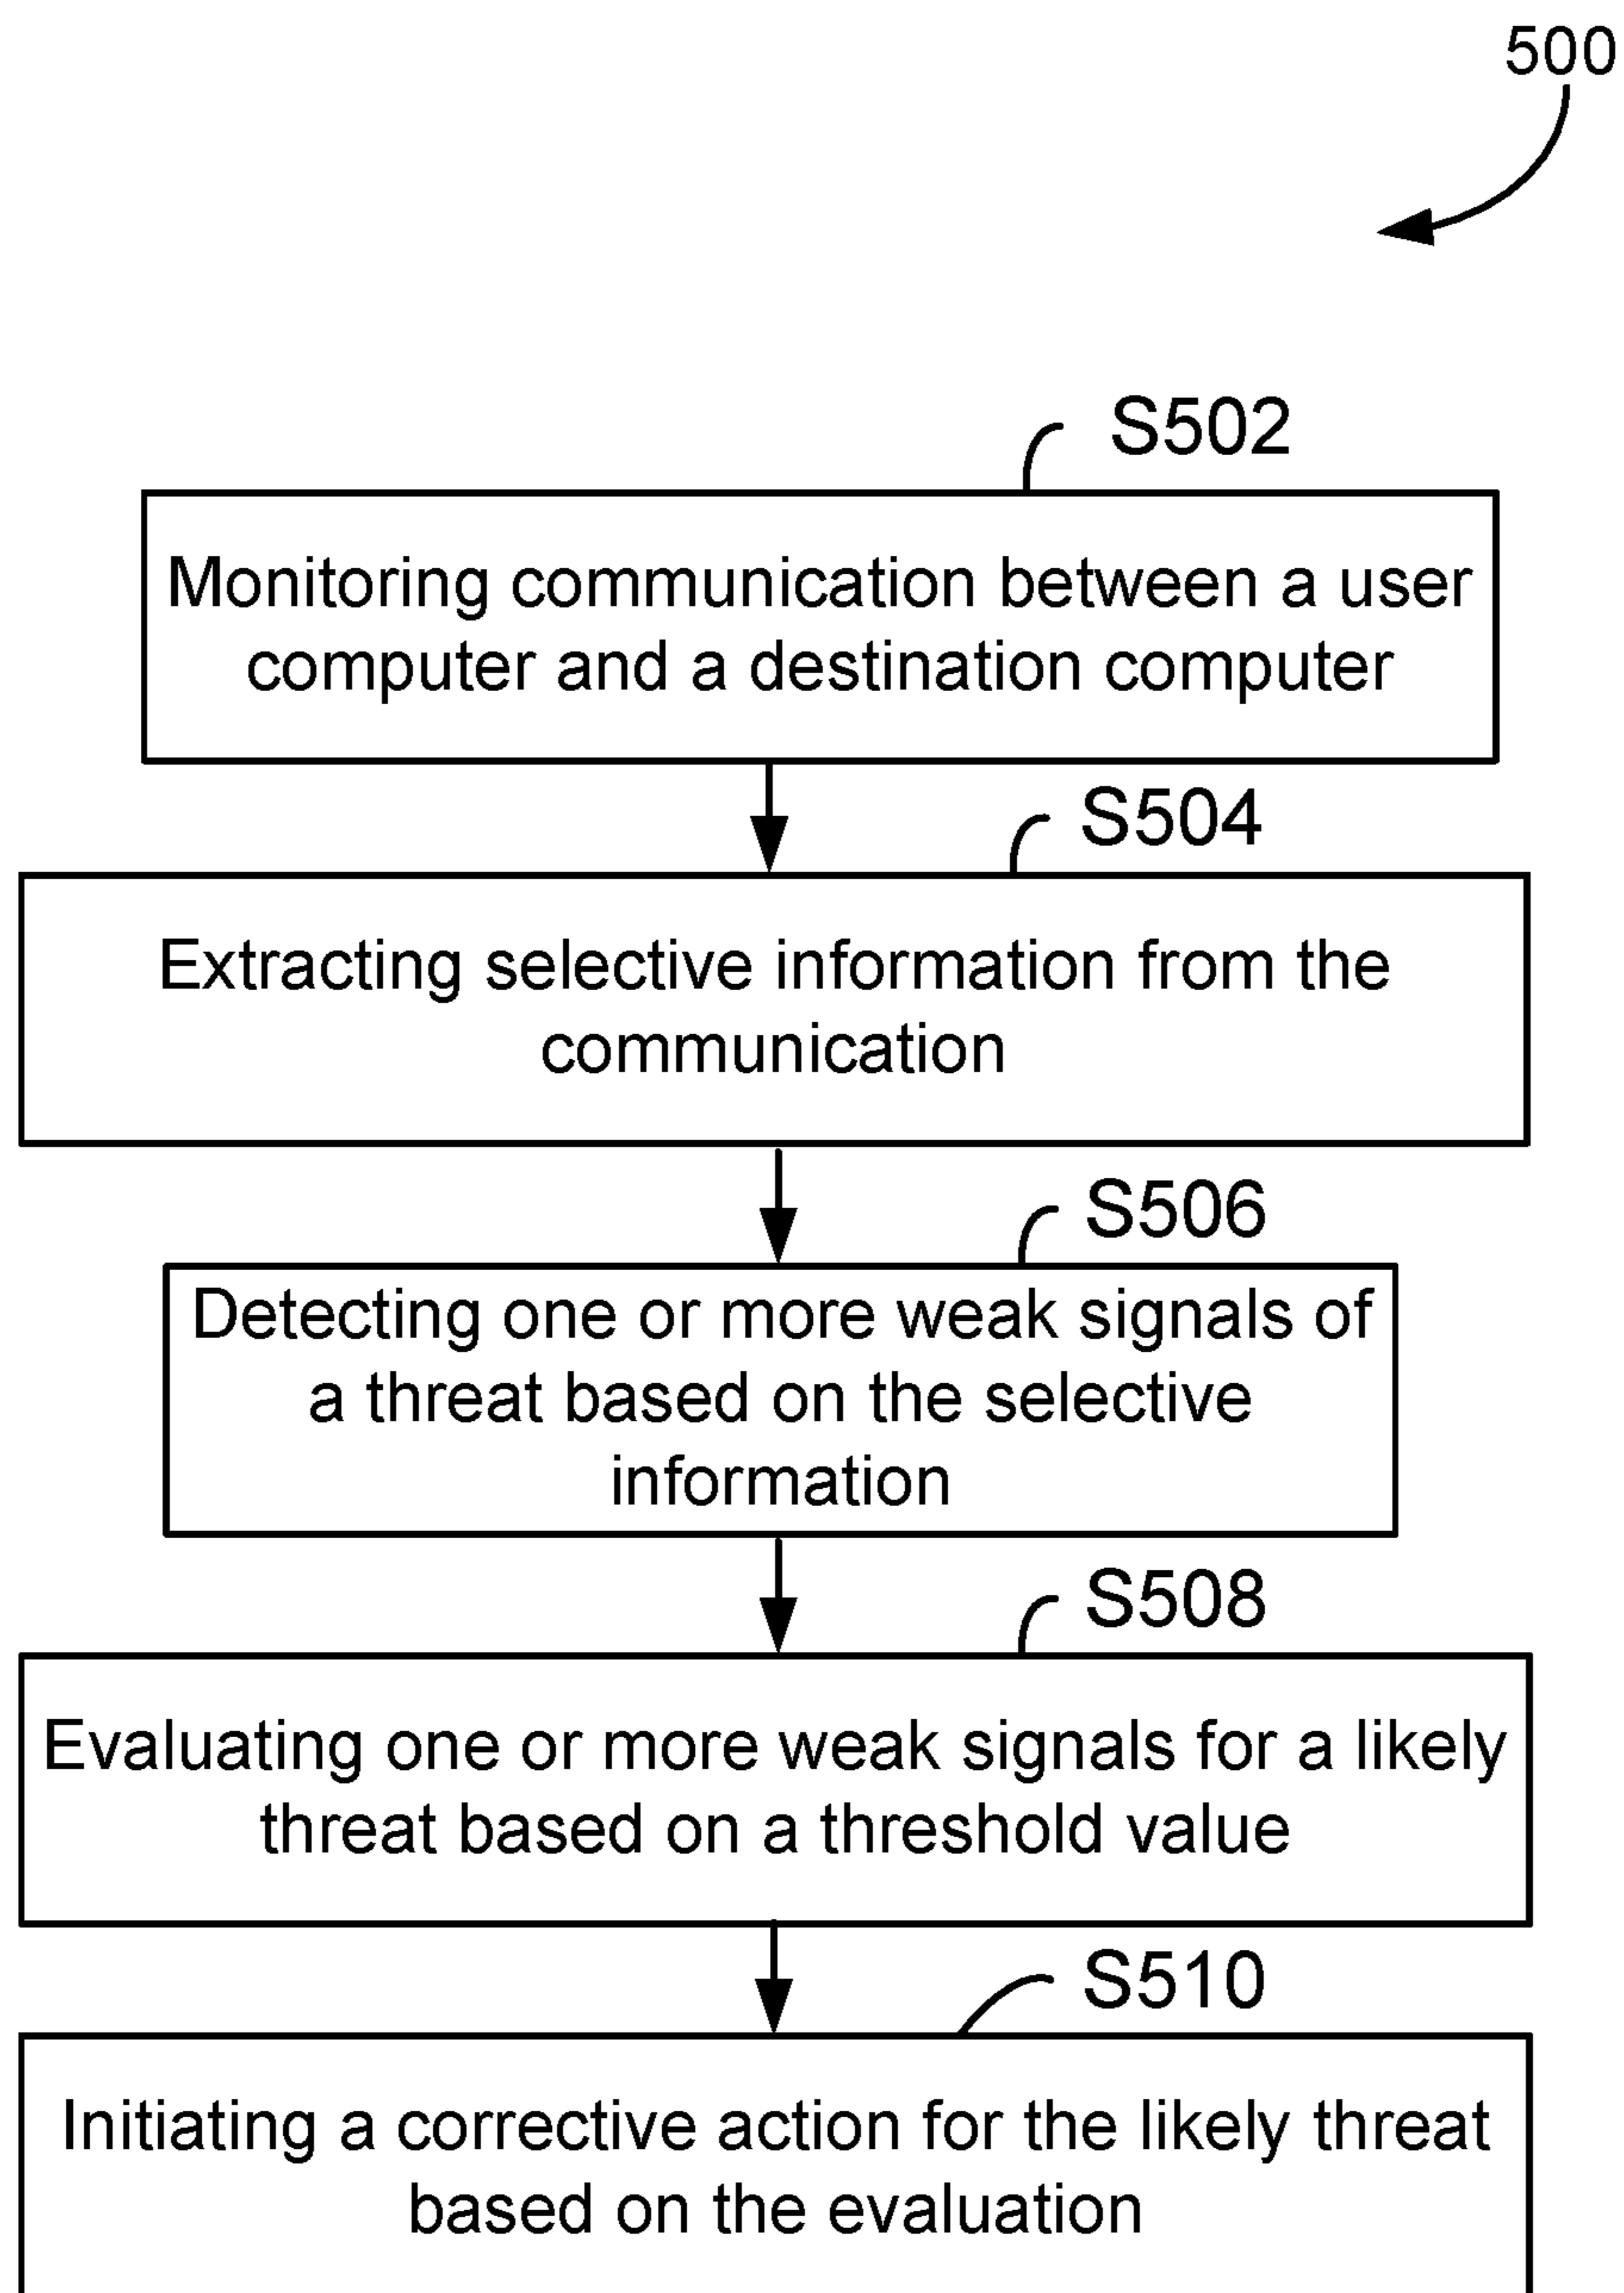 500
S502
Monitoring communication between a user
computer and a destination computer
S504
Extracting selective information from the
communication
S506
Detecting one or more weak signals of
a threat based on the selective
information
S508
Evaluating one or more weak signals for a likely
threat based on a threshold value
S510
Initiating a corrective action for the likely threat
based on the evaluation